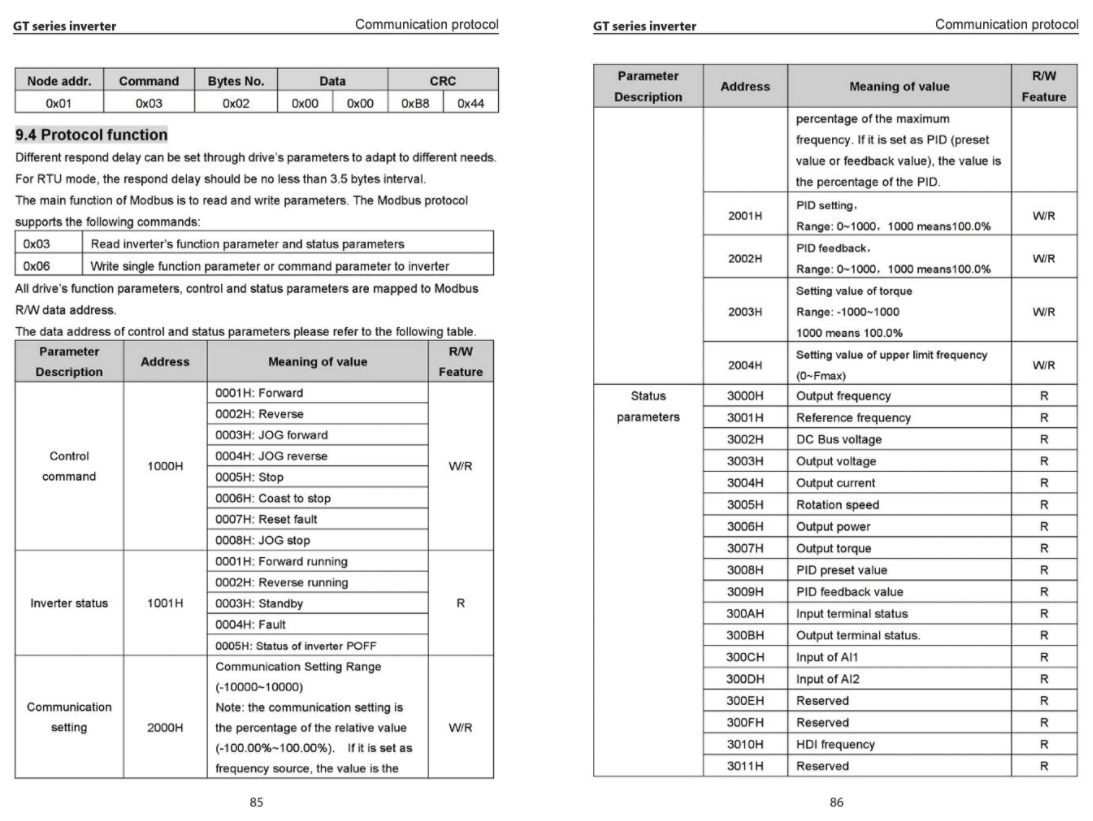 GT series inverter
Communication protocol
Node addr. Command Bytes No. Data CRC
0x01 0x03 0x02 0x00 0x00 0xB8 0x44
9.4 Protocol function
Different respond delay can be set through drive's parameters to adapt to different needs.
For RTU mode, the respond delay should be no less than 3.5 bytes interval.
The main function of Modbus is to read and write parameters. The Modbus protocol
supports the following commands:
0x03 Read inverter's function parameter and status parameters
0x06 Write single function parameter or command parameter to inverter
All drive's function parameters, control and status parameters are mapped to Modbus
R/W data address.
The data address of control and status parameters please refer to the following table.
Parameter Description Address Meaning of value R/W Feature
Control command 1000H W/R
0001H: Forward
0002H: Reverse
0003H: JOG forward
0004H: JOG reverse
0005H: Stop
0006H: Coast to stop
0007H: Reset fault
0008H: JOG stop
Inverter status 1001H R
0001H: Forward running
0002H: Reverse running
0003H: Standby
0004H: Fault
0005H: Status of inverter POFF
Communication setting 2000H W/R
Communication Setting Range
(-10000~10000)
Note: the communication setting is
the percentage of the relative value
(-100.00%~100.00%). If it is set as
frequency source, the value is the
85
GT series inverter
Communication protocol
Parameter Description Address Meaning of value R/W Feature
percentage of the maximum
frequency. If it is set as PID (preset
value or feedback value), the value is
the percentage of the PID.
2001H W/R
PID setting,
Range: 0~1000, 1000 means100.0%
2002H W/R
PID feedback,
Range: 0~1000, 1000 means100.0%
2003H W/R
Setting value of torque
Range: -1000~1000
1000 means 100.0%
2004H W/R
Setting value of upper limit frequency
(0~Fmax)
Status parameters
3000H Output frequency R
3001H Reference frequency R
3002H DC Bus voltage R
3003H Output voltage R
3004H Output current R
3005H Rotation speed R
3006H Output power R
3007H Output torque R
3008H PID preset value R
3009H PID feedback value R
300AH Input terminal status R
300BH Output terminal status. R
300CH Input of AI1 R
300DH Input of AI2 R
300EH Reserved R
300FH Reserved R
3010H HDI frequency R
3011H Reserved R
86